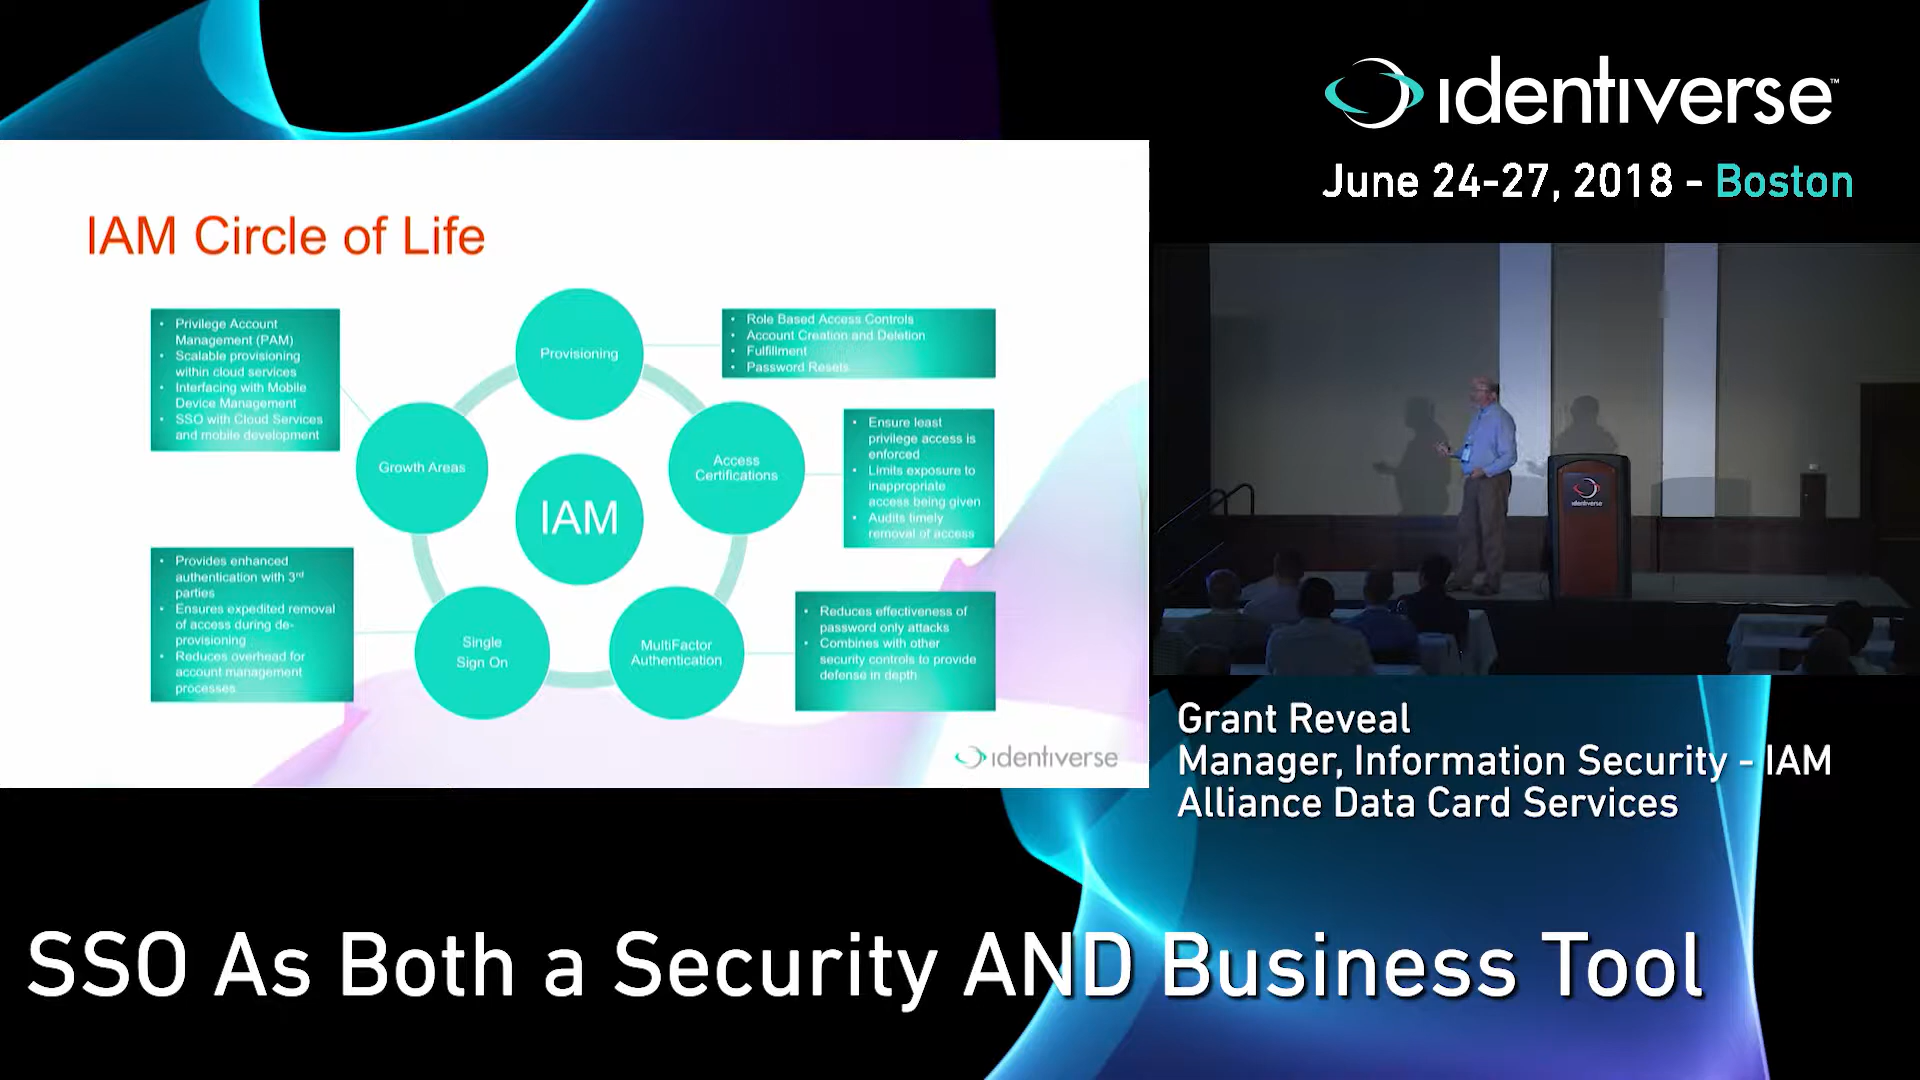 identiverse™
June 24-27, 2018 - Boston
IAM Circle of Life
• Privilege Account
Management (PAM)
• Scalable provisioning
within cloud services
• Interfacing with Mobile
Device Management
• SSO with Cloud Services
and mobile development
Provisioning
• Role Based Access Controls
• Account Creation and Deletion
• Fulfillment
• Password Resets
Growth Areas
IAM
Access
Certifications
• Ensure least
privilege access is
enforced
• Limits exposure to
inappropriate
access being given
• Audits timely
removal of access
• Provides enhanced
authentication with 3rd
parties
• Ensures expedited removal
of access during de-
provisioning
• Reduces overhead for
account management
processes
Single
Sign On
MultiFactor
Authentication
• Reduces effectiveness of
password only attacks
• Combines with other
security controls to provide
defense in depth
identiverse
identiverse
Grant Reveal
Manager, Information Security - IAM
Alliance Data Card Services
SSO As Both a Security AND Business Tool